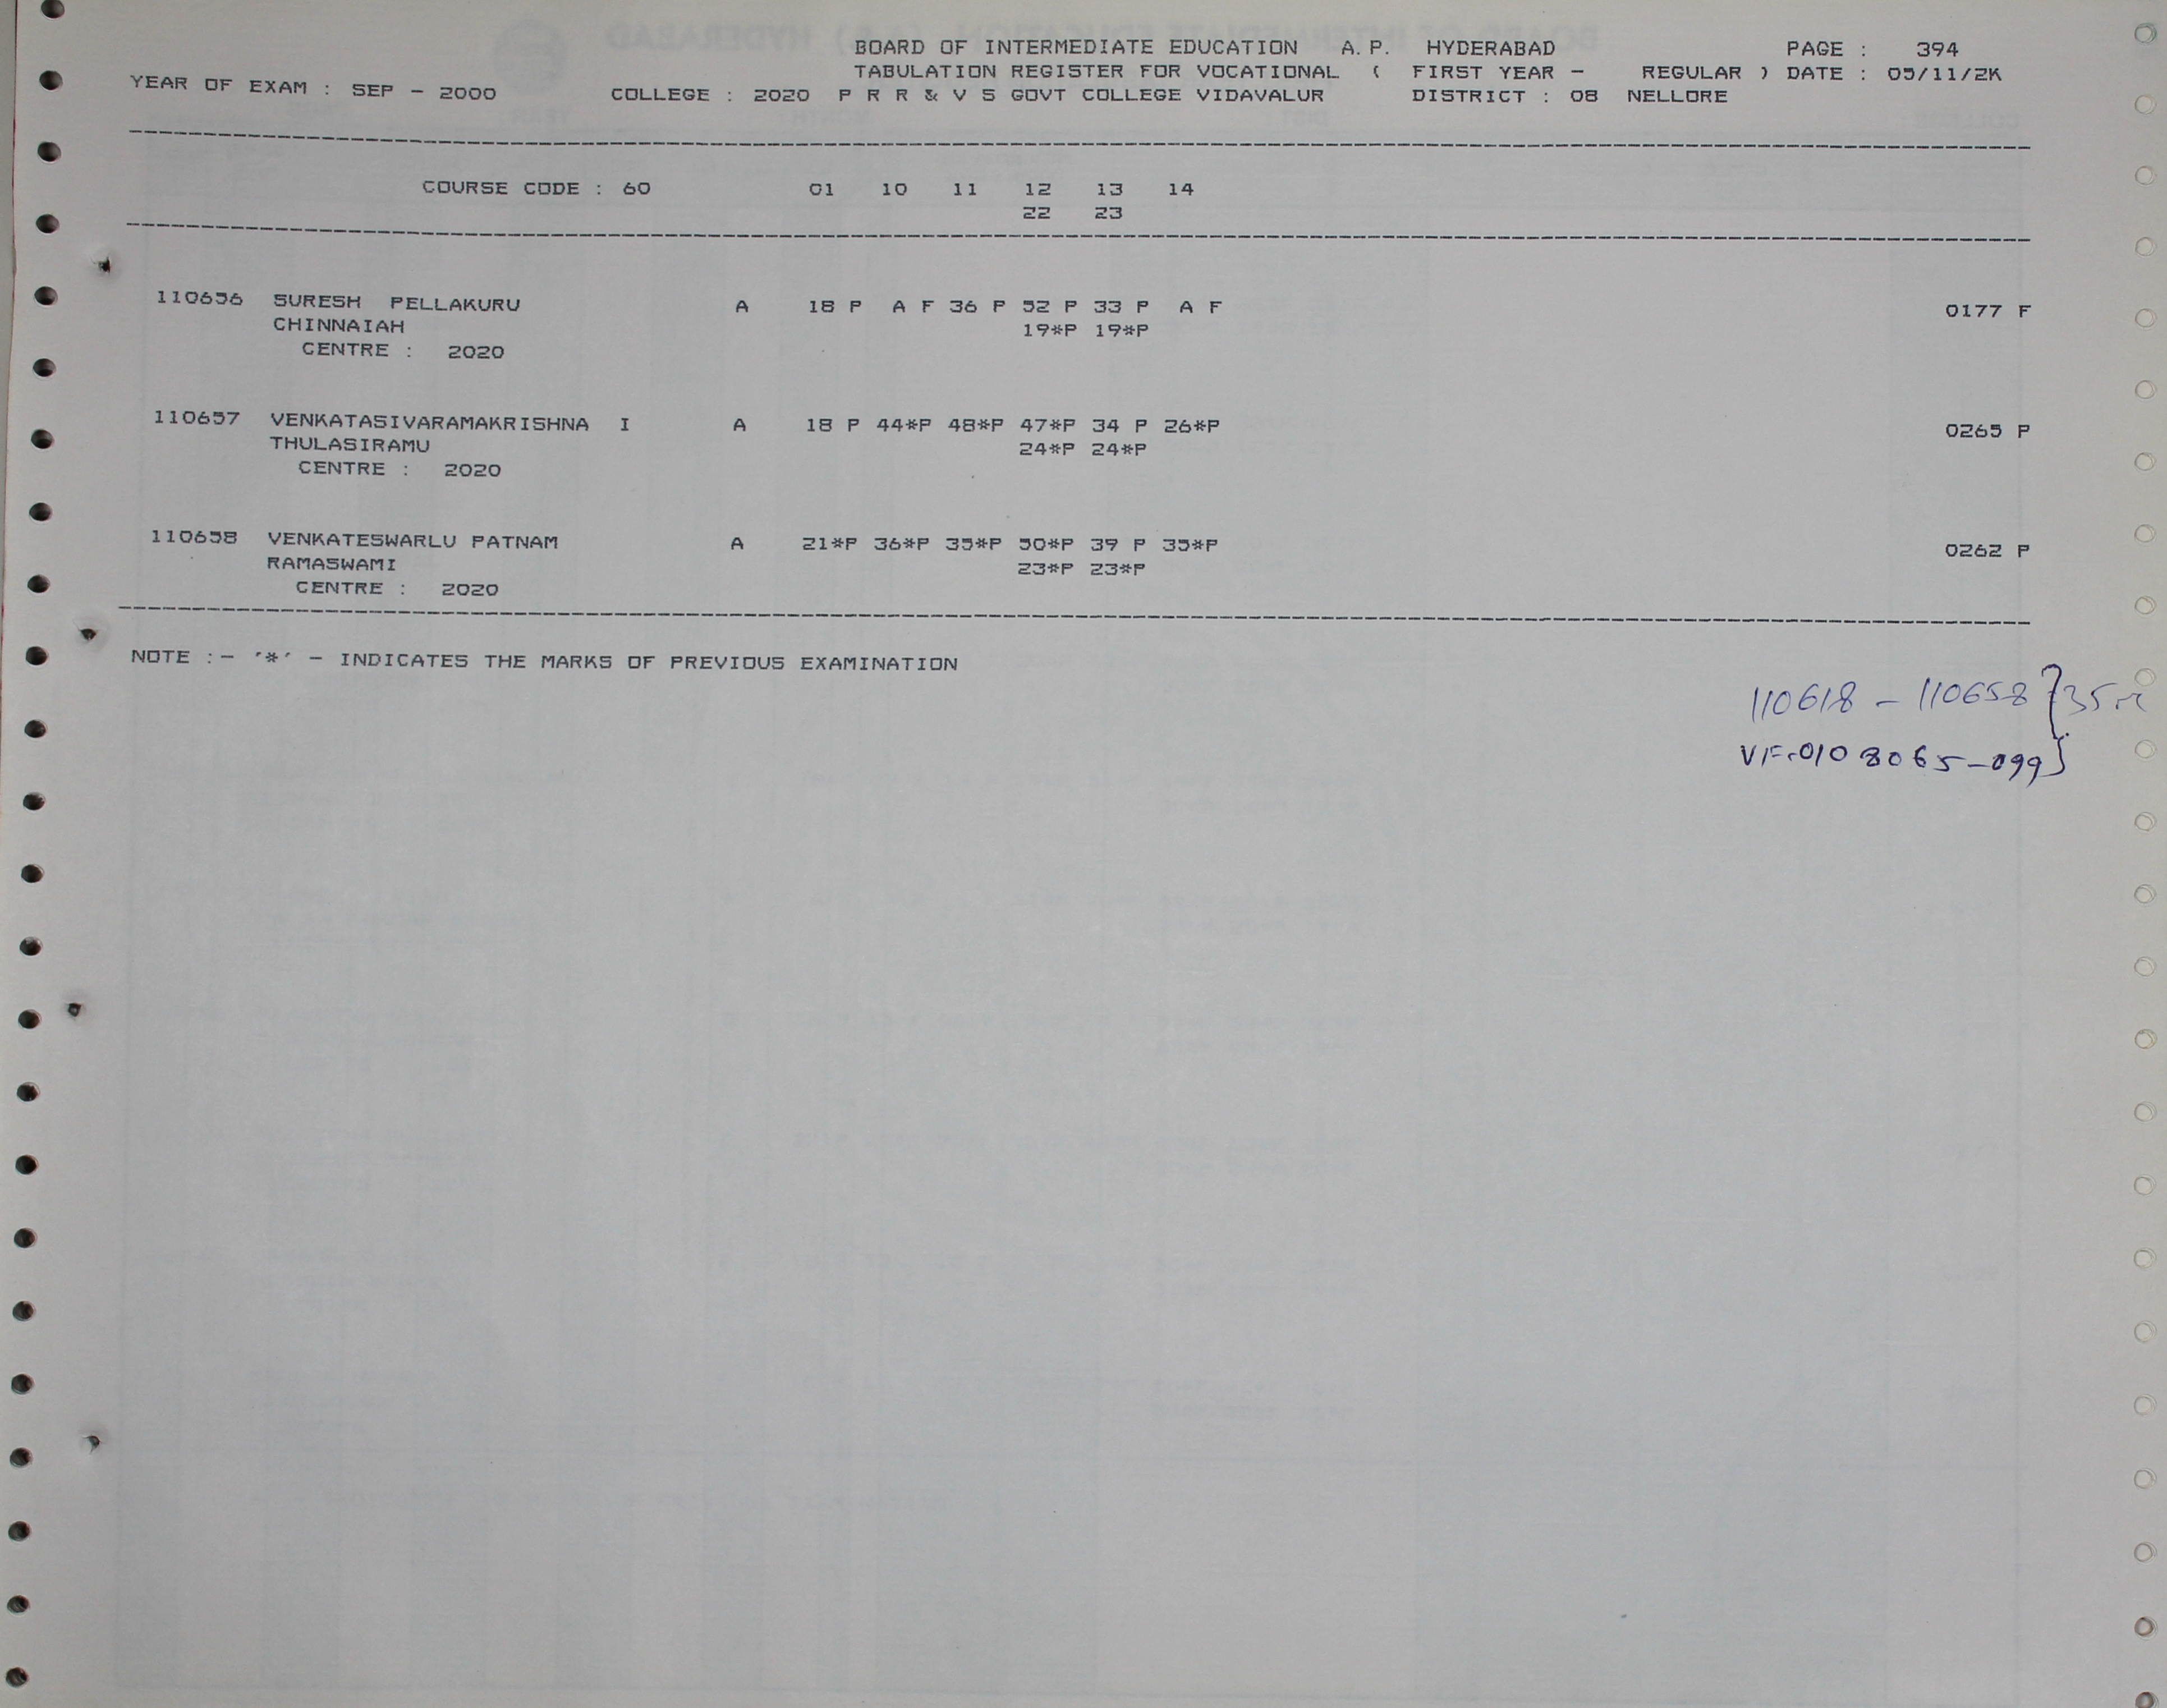 BOARD OF INTERMEDIATE EDUCATION A.P. HYDERABAD PAGE : 394
TABULATION REGISTER FOR VOCATIONAL ( FIRST YEAR - REGULAR ) DATE : 05/11/2K
YEAR OF EXAM : SEP - 2000 COLLEGE : 2020 P R R & V S GOVT COLLEGE VIDAVALUR DISTRICT : 08 NELLORE
COURSE CODE : 60 01 10 11 12 13 14
22 23
110656 SURESH PELLAKURU A 18 P A F 36 P 52 P 33 P A F 0177 F
CHINNAIAH 19*P 19*P
CENTRE : 2020
110657 VENKATASIVARAMAKRISHNA I A 18 P 44*P 48*P 47*P 34 P 26*P 0265 P
THULASIRAMU 24*P 24*P
CENTRE : 2020
110658 VENKATESWARLU PATNAM A 21*P 36*P 35*P 50*P 39 P 35*P 0262 P
RAMASWAMI 23*P 23*P
CENTRE : 2020
NOTE :- '*' - INDICATES THE MARKS OF PREVIOUS EXAMINATION
110618 - 110658 }
VF-0108065-099 }